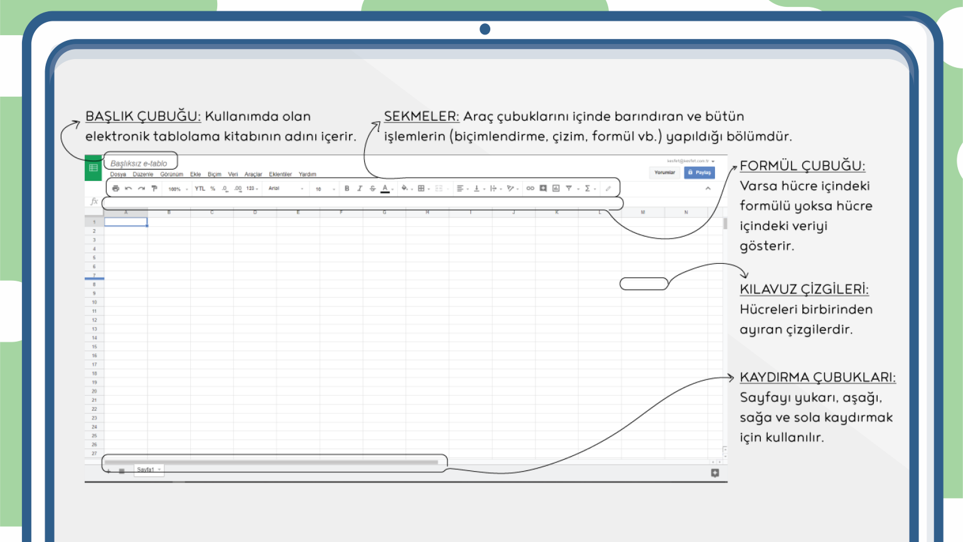 BAŞLIK ÇUBUĞU: Kullanımda olan
elektronik tablolama kitabının adını içerir.
SEKMELER: Araç çubuklarını içinde barındıran ve bütün
işlemlerin (biçimlendirme, çizim, formül vb.) yapıldığı bölümdür.
Başlıksız e-tablo
Dosya Düzenle Görünüm Ekle Biçim Veri Araçlar Eklentiler Yardım
Yorumlar Paylaş
100% YTL % .0 .00 123 Arial 10 B I S A
fx
A B C D E F G H I J K L M N
1
2
3
4
5
6
7
8
9
10
11
12
13
14
15
16
17
18
19
20
21
22
23
24
25
26
27
Sayfa1
FORMÜL ÇUBUĞU:
Varsa hücre içindeki
formülü yoksa hücre
içindeki veriyi
gösterir.
KILAVUZ ÇİZGİLERİ:
Hücreleri birbirinden
ayıran çizgilerdir.
KAYDIRMA ÇUBUKLARI:
Sayfayı yukarı, aşağı,
sağa ve sola kaydırmak
için kullanılır.